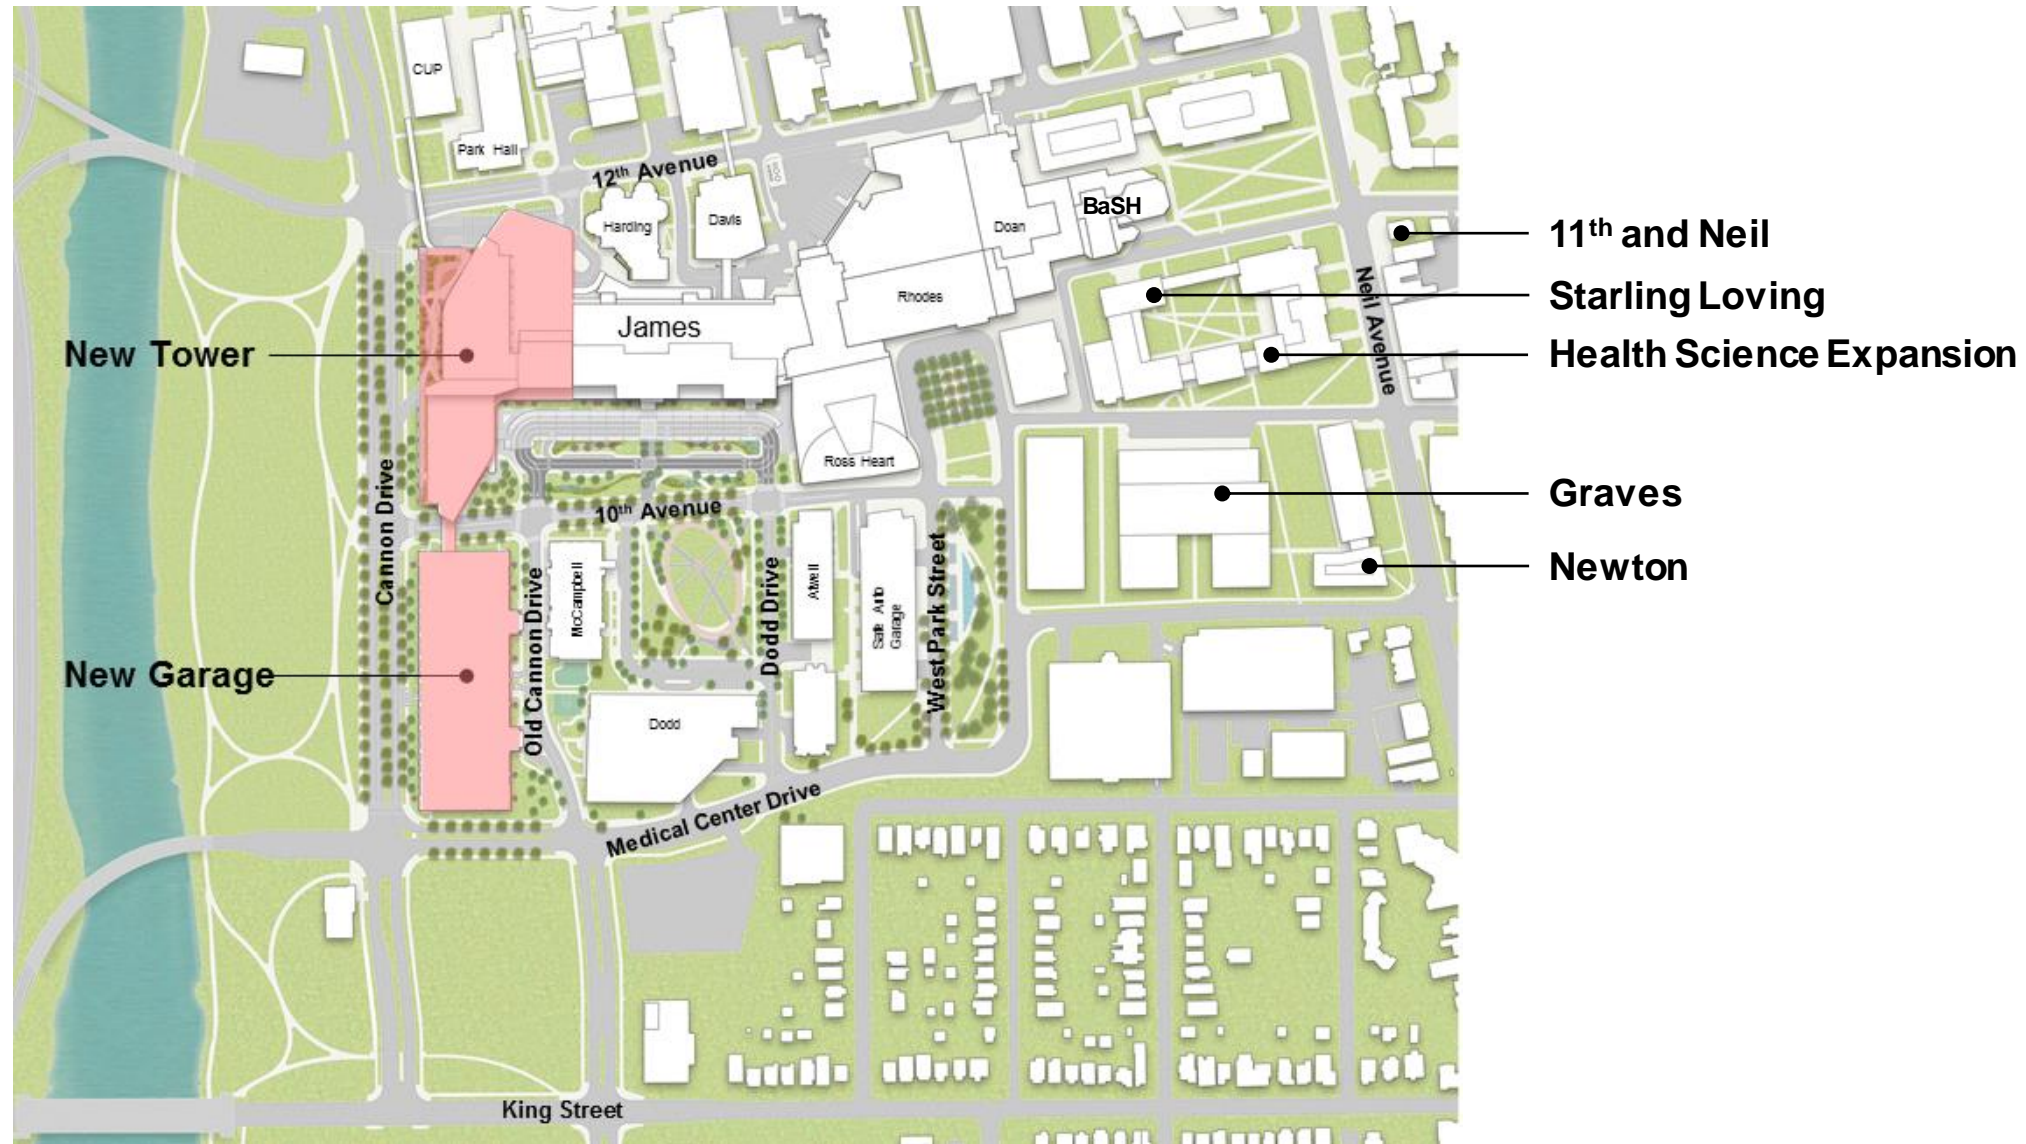 CUP
Park Hall
12th Avenue
Harding
Davis
BaSH
Doan
Rhodes
James
Neil Avenue
11th and Neil
Starling Loving
Health Science Expansion
New Tower
Ross Heart
Graves
Newton
10th Avenue
Cannon Drive
Old Cannon Drive
McCampbell
Dodd Drive
Atwell
Safe Auto
Garage
West Park Street
New Garage
Dodd
Medical Center Drive
King Street